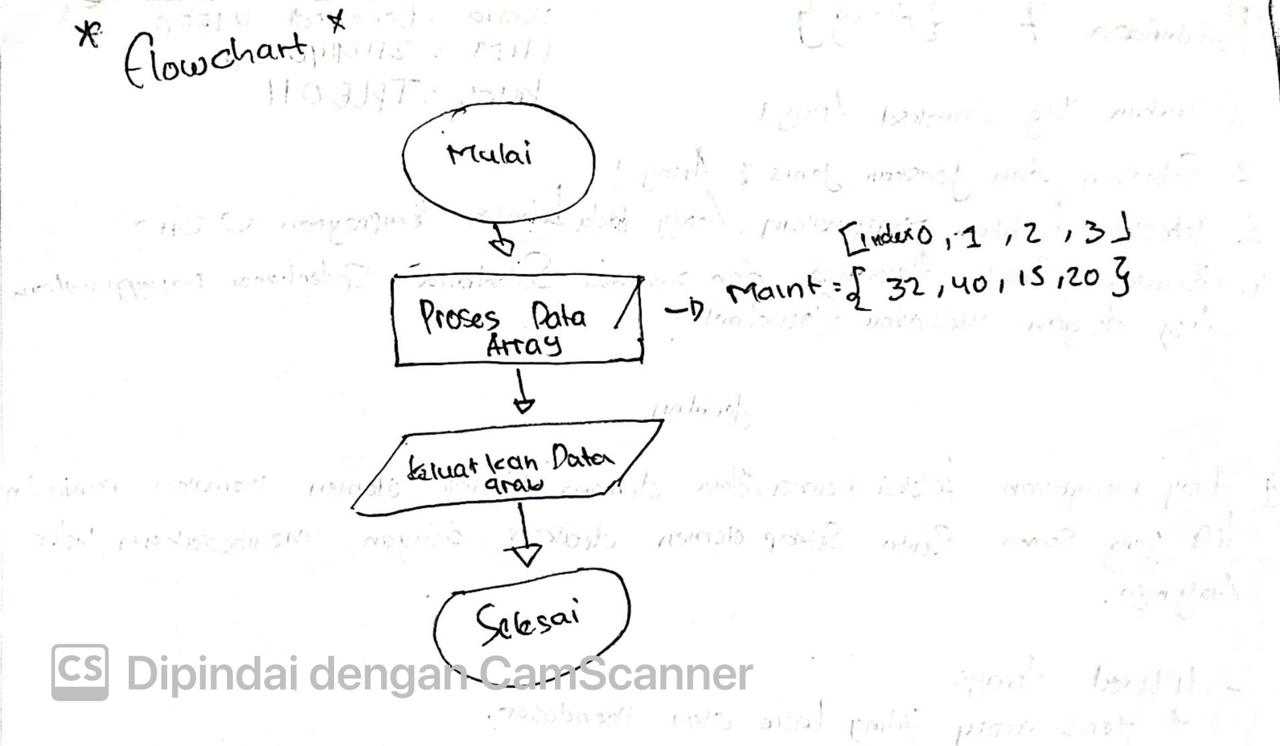 * Flowchart *
Mulai
[index 0, 1, 2, 3]
Proses Data
Array
Maint = { 32, 40, 15, 20 }
Keluarkan Data
Selesai
CS Dipindai dengan CamScanner